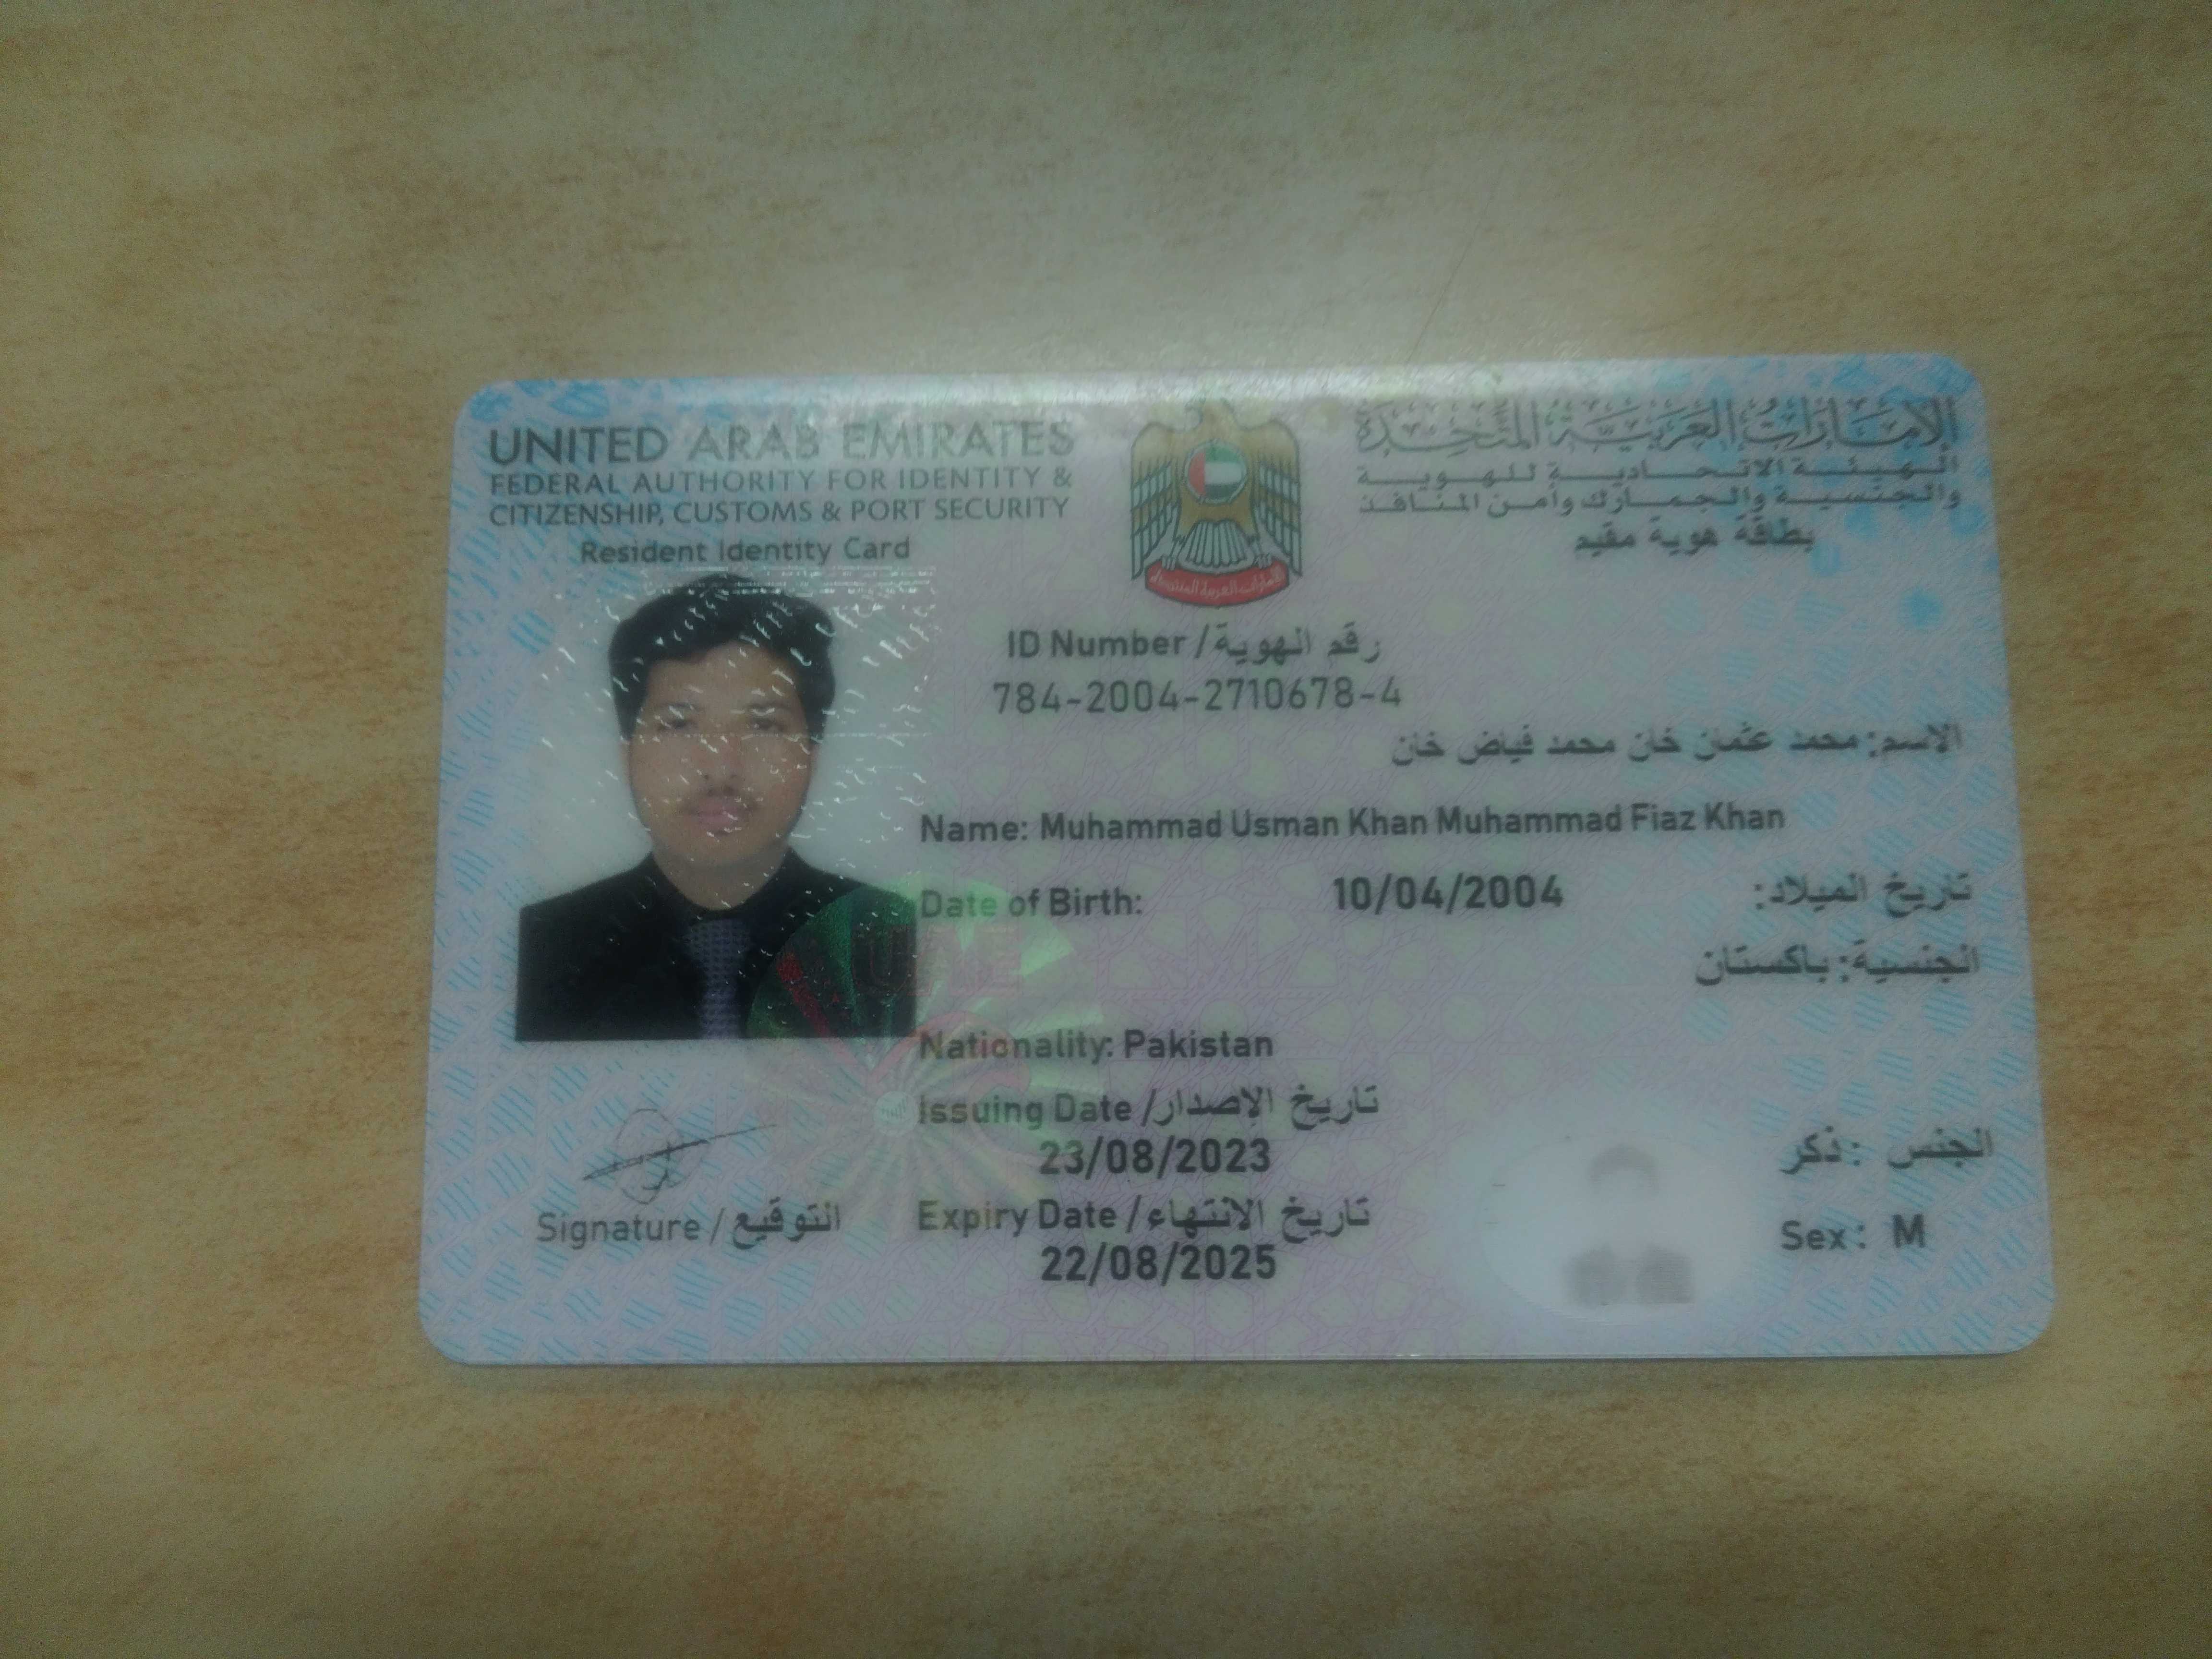 UNITED ARAB EMIRATES
FEDERAL AUTHORITY FOR IDENTITY &
CITIZENSHIP, CUSTOMS & PORT SECURITY
Resident Identity Card
الإمارات العربية المتحدة
الهيئة الاتحادية للهوية
والجنسية والجمارك وأمن المنافذ
بطاقة هوية مقيم
الإمارات العربية المتحدة
ID Number / رقم الهوية
784-2004-2710678-4
الاسم: محمد عثمان خان محمد فياض خان
Name: Muhammad Usman Khan Muhammad Fiaz Khan
Date of Birth: 10/04/2004 تاريخ الميلاد:
الجنسية: باكستان
UAE
Nationality: Pakistan
Issuing Date / تاريخ الإصدار
23/08/2023
Expiry Date / تاريخ الانتهاء
22/08/2025
الجنس : ذكر
Sex : M
Signature / التوقيع